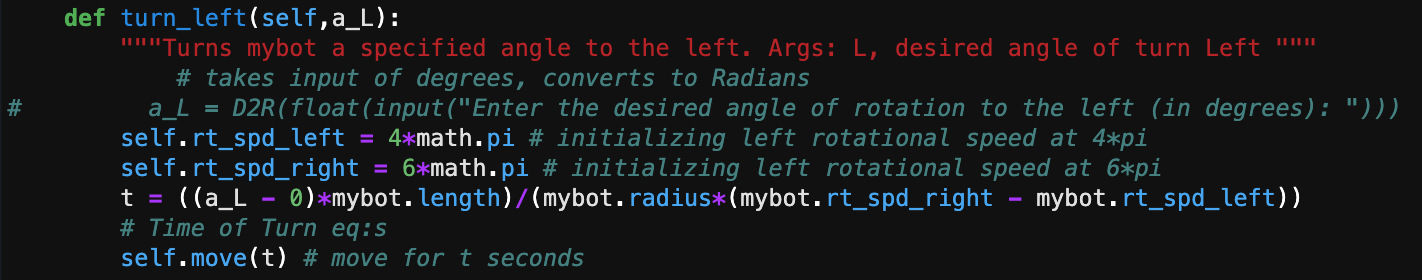 def turn_left(self,a_L):
"""Turns mybot a specified angle to the left. Args: L, desired angle of turn Left """
# takes input of degrees, converts to Radians
#         a_L = D2R(float(input("Enter the desired angle of rotation to the left (in degrees): ")))
self.rt_spd_left = 4*math.pi # initializing left rotational speed at 4*pi
self.rt_spd_right = 6*math.pi # initializing left rotational speed at 6*pi
t = ((a_L - 0)*mybot.length)/(mybot.radius*(mybot.rt_spd_right - mybot.rt_spd_left))
# Time of Turn eq:s
self.move(t) # move for t seconds